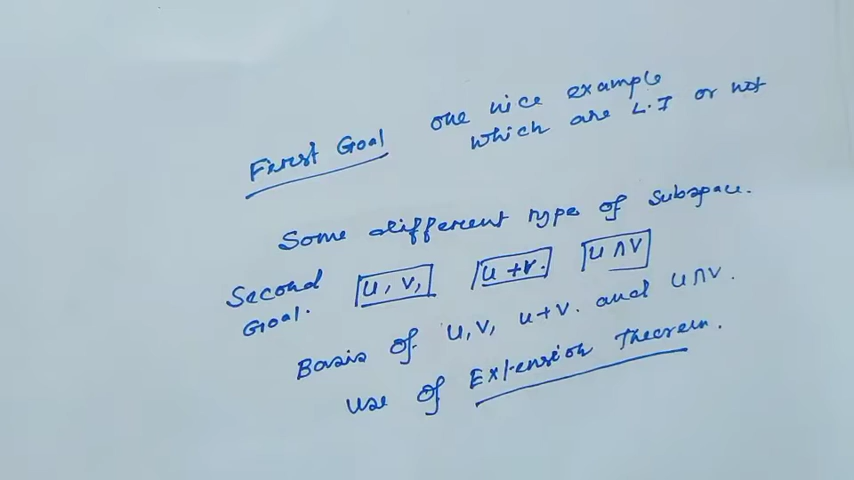 First Goal one nice example
which are L.I or not
Some different type of Subspace.
Second Goal. U, V, U + V. U ∩ V
Basis of U, V, U + V. and U ∩ V.
Use of Extension Theorem.